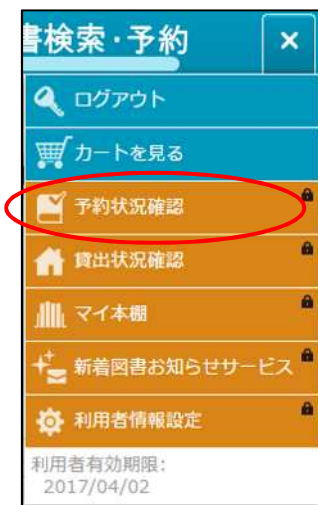 書検索・予約
×
ログアウト
カートを見る
予約状況確認
貸出状況確認
マイ本棚
新着図書お知らせサービス
利用者情報設定
利用者有効期限：
2017/04/02